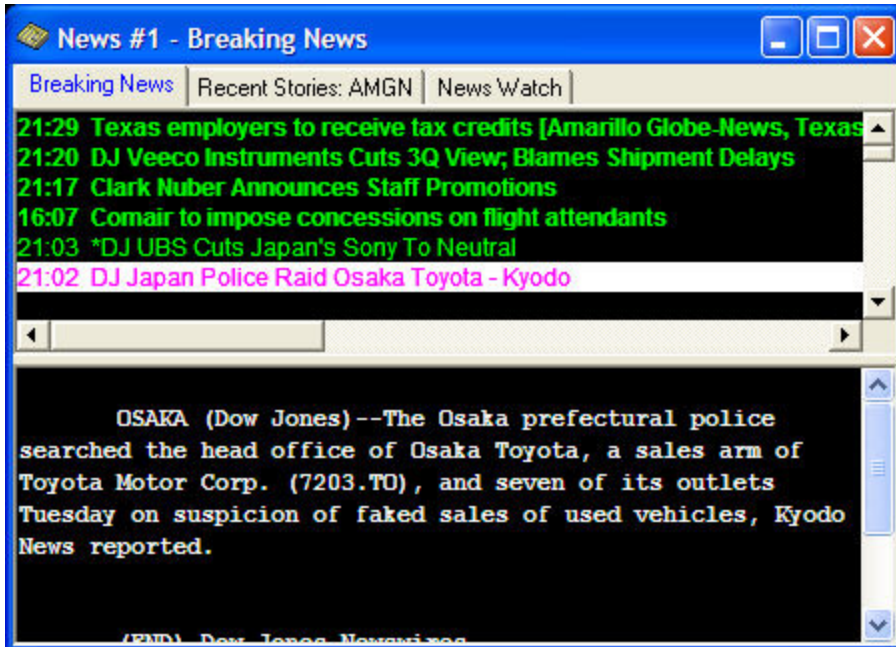 News #1 - Breaking News
Breaking News Recent Stories: AMGN News Watch
21:29 Texas employers to receive tax credits [Amarillo Globe-News, Texas
21:20 DJ Veeco Instruments Cuts 3Q View; Blames Shipment Delays
21:17 Clark Nuber Announces Staff Promotions
16:07 Comair to impose concessions on flight attendants
21:03 *DJ UBS Cuts Japan's Sony To Neutral
21:02 DJ Japan Police Raid Osaka Toyota - Kyodo
OSAKA (Dow Jones)--The Osaka prefectural police
searched the head office of Osaka Toyota, a sales arm of
Toyota Motor Corp. (7203.TO), and seven of its outlets
Tuesday on suspicion of faked sales of used vehicles, Kyodo
News reported.
(END) Dow Jones Newswires